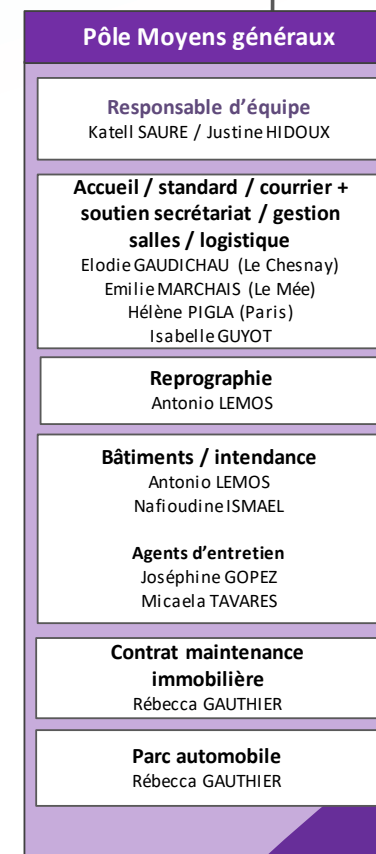 Pôle Moyens généraux
Responsable d'équipe
Katell SAURE / Justine HIDOUX
Accueil / standard / courrier +
soutien secrétariat / gestion
salles / logistique
Elodie GAUDICHAU (Le Chesnay)
Emilie MARCHAIS (Le Mée)
Hélène PIGLA (Paris)
Isabelle GUYOT
Reprographie
Antonio LEMOS
Bâtiments / intendance
Antonio LEMOS
Nafioudine ISMAEL
Agents d'entretien
Joséphine GOPEZ
Micaela TAVARES
Contrat maintenance
immobilière
Rébecca GAUTHIER
Parc automobile
Rébecca GAUTHIER